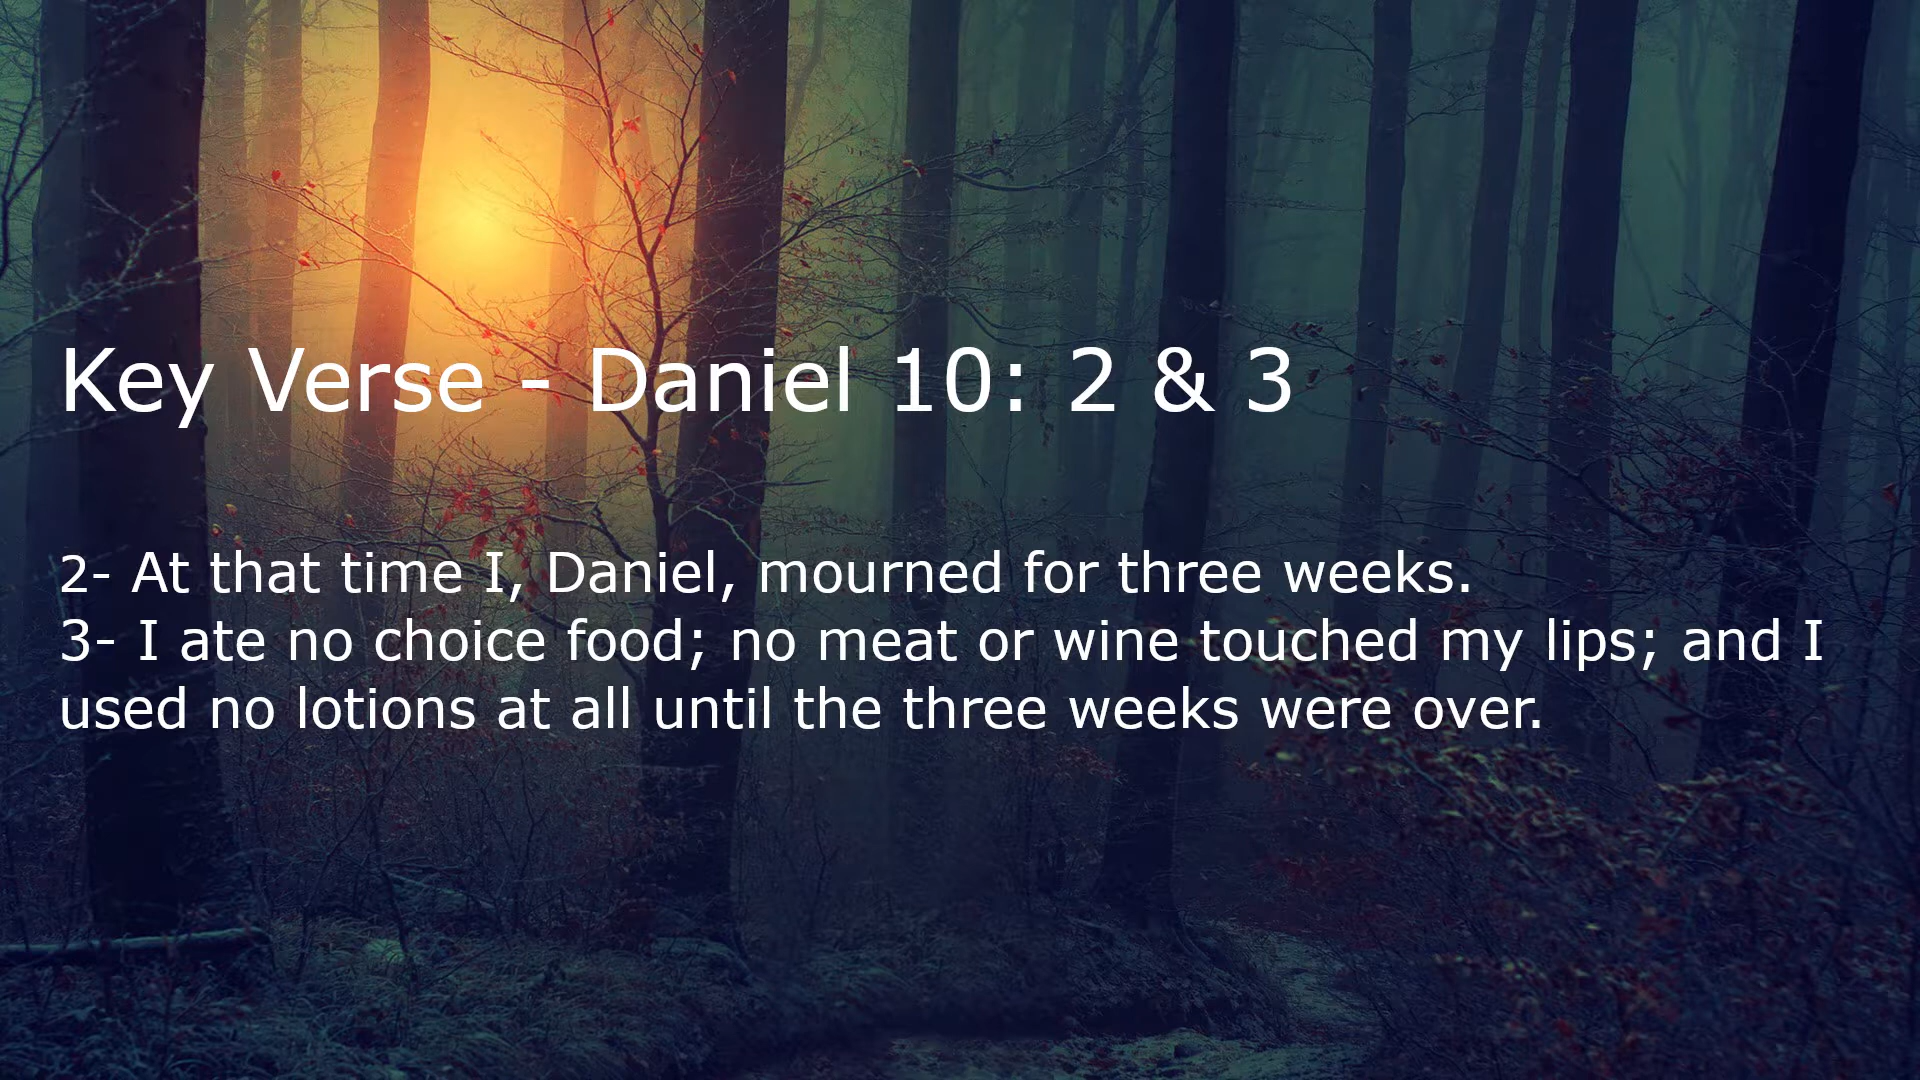 Key Verse - Daniel 10: 2 & 3
2- At that time I, Daniel, mourned for three weeks.
3- I ate no choice food; no meat or wine touched my lips; and I
used no lotions at all until the three weeks were over.